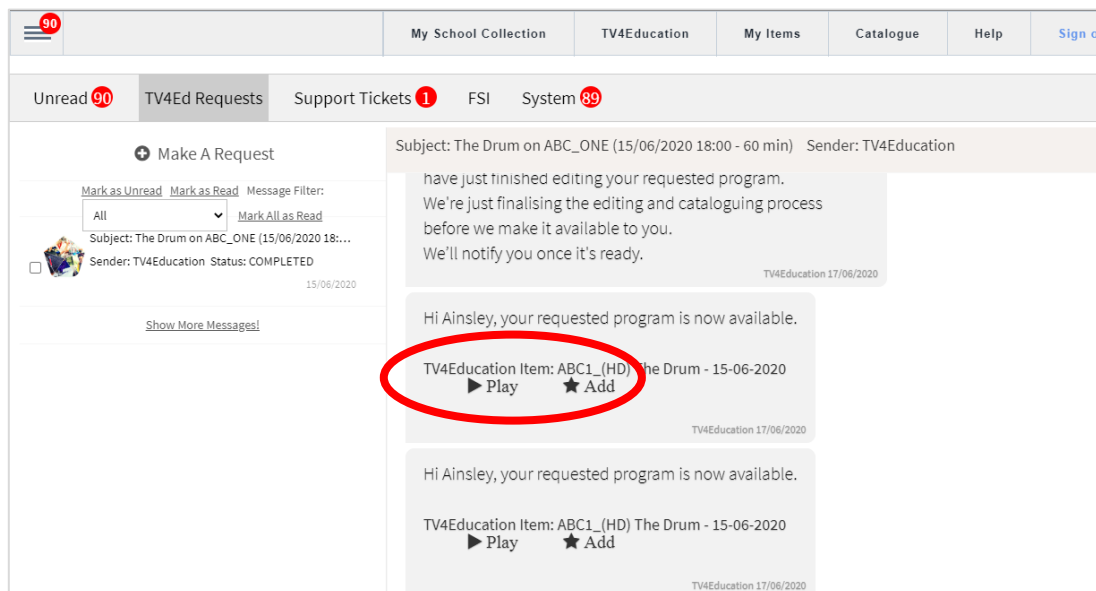 90
My School Collection TV4Education My Items Catalogue Help Sign
Unread 90 TV4Ed Requests Support Tickets 1 FSI System 89
Make A Request
Mark as Unread Mark as Read Message Filter:
All Mark All as Read
Subject: The Drum on ABC_ONE (15/06/2020 18:...
Sender: TV4Education Status: COMPLETED
15/06/2020
Show More Messages!
Subject: The Drum on ABC_ONE (15/06/2020 18:00 - 60 min) Sender: TV4Education
have just finished editing your requested program.
We're just finalising the editing and cataloguing process
before we make it available to you.
We'll notify you once it's ready.
TV4Education 17/06/2020
Hi Ainsley, your requested program is now available.
TV4Education Item: ABC1_(HD) The Drum - 15-06-2020
Play Add
TV4Education 17/06/2020
Hi Ainsley, your requested program is now available.
TV4Education Item: ABC1_(HD) The Drum - 15-06-2020
Play Add
TV4Education 17/06/2020